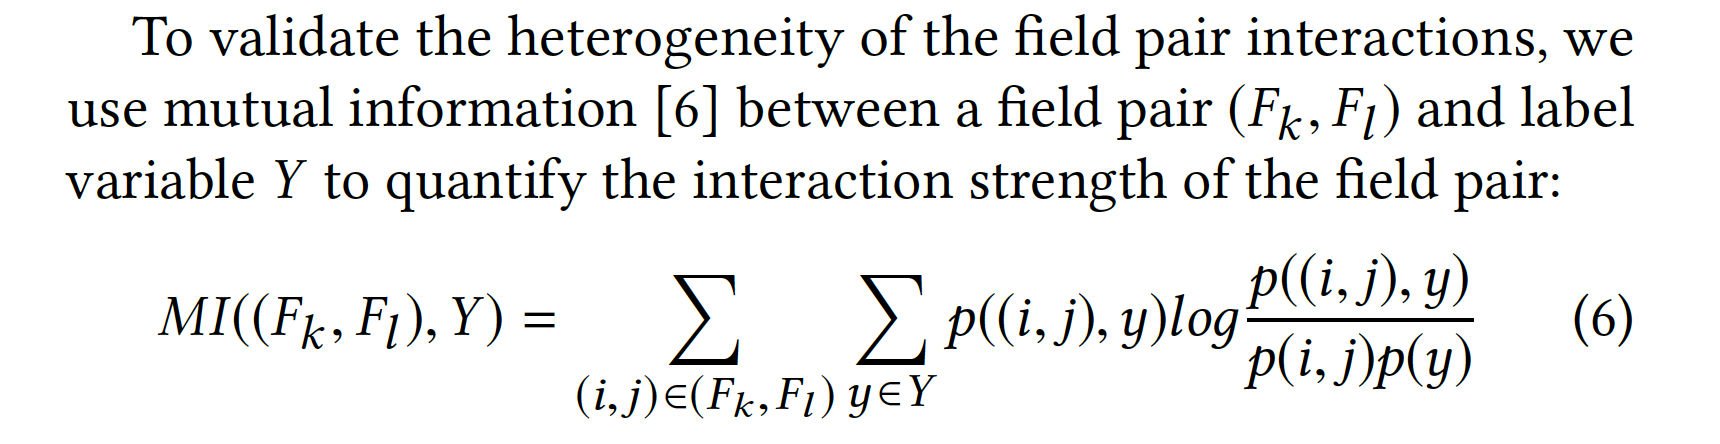 To validate the heterogeneity of the field pair interactions, we
use mutual information [6] between a field pair (F_k, F_l) and label
variable Y to quantify the interaction strength of the field pair:
MI((F_k, F_l), Y) = ∑_{(i,j)∈(F_k,F_l)} ∑_{y∈Y} p((i, j), y)log \frac{p((i, j), y)}{p(i, j)p(y)} (6)